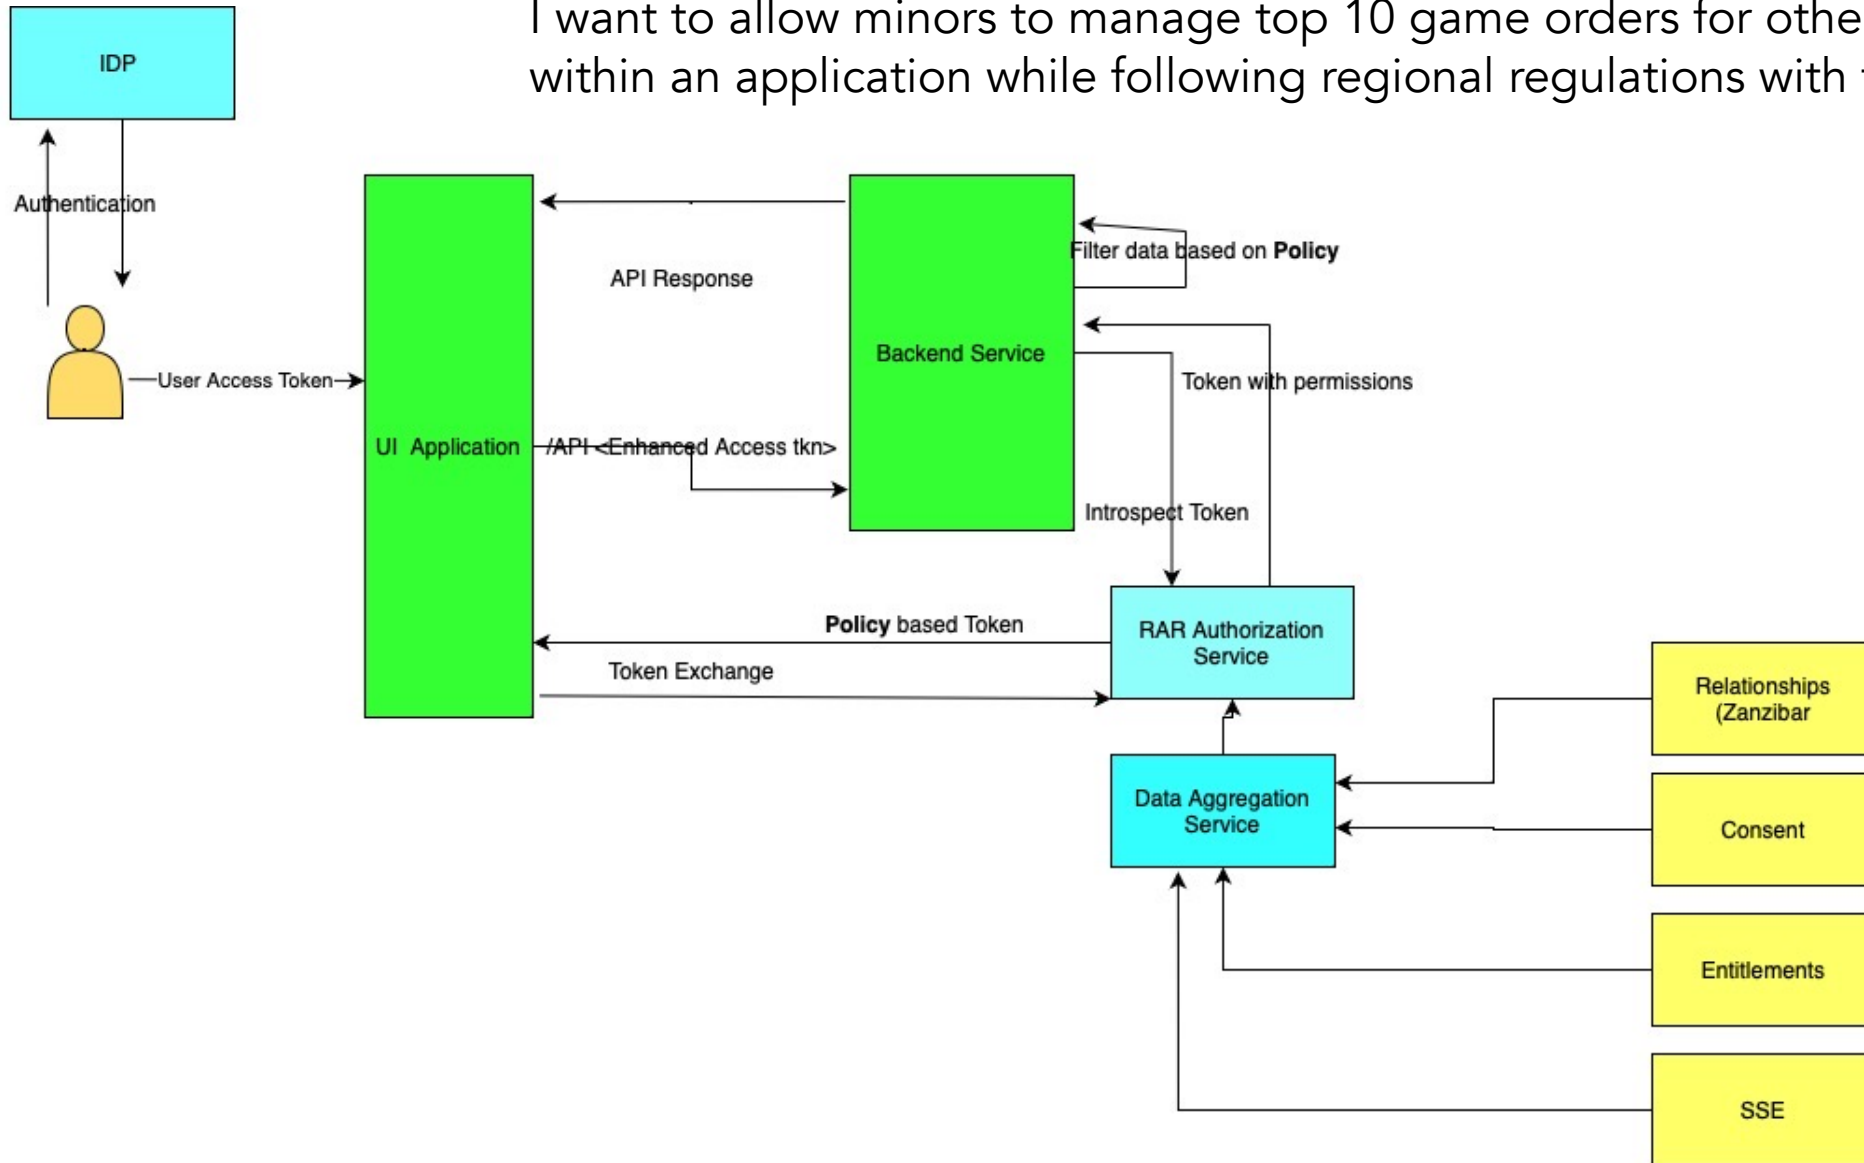 I want to allow minors to manage top 10 game orders for othe
within an application while following regional regulations with
IDP
Authentication
User Access Token
UI Application
API Response
/API <Enhanced Access tkn>
Backend Service
Filter data based on Policy
Token with permissions
Introspect Token
Policy based Token
Token Exchange
RAR Authorization
Service
Data Aggregation
Service
Relationships
(Zanzibar
Consent
Entitlements
SSE